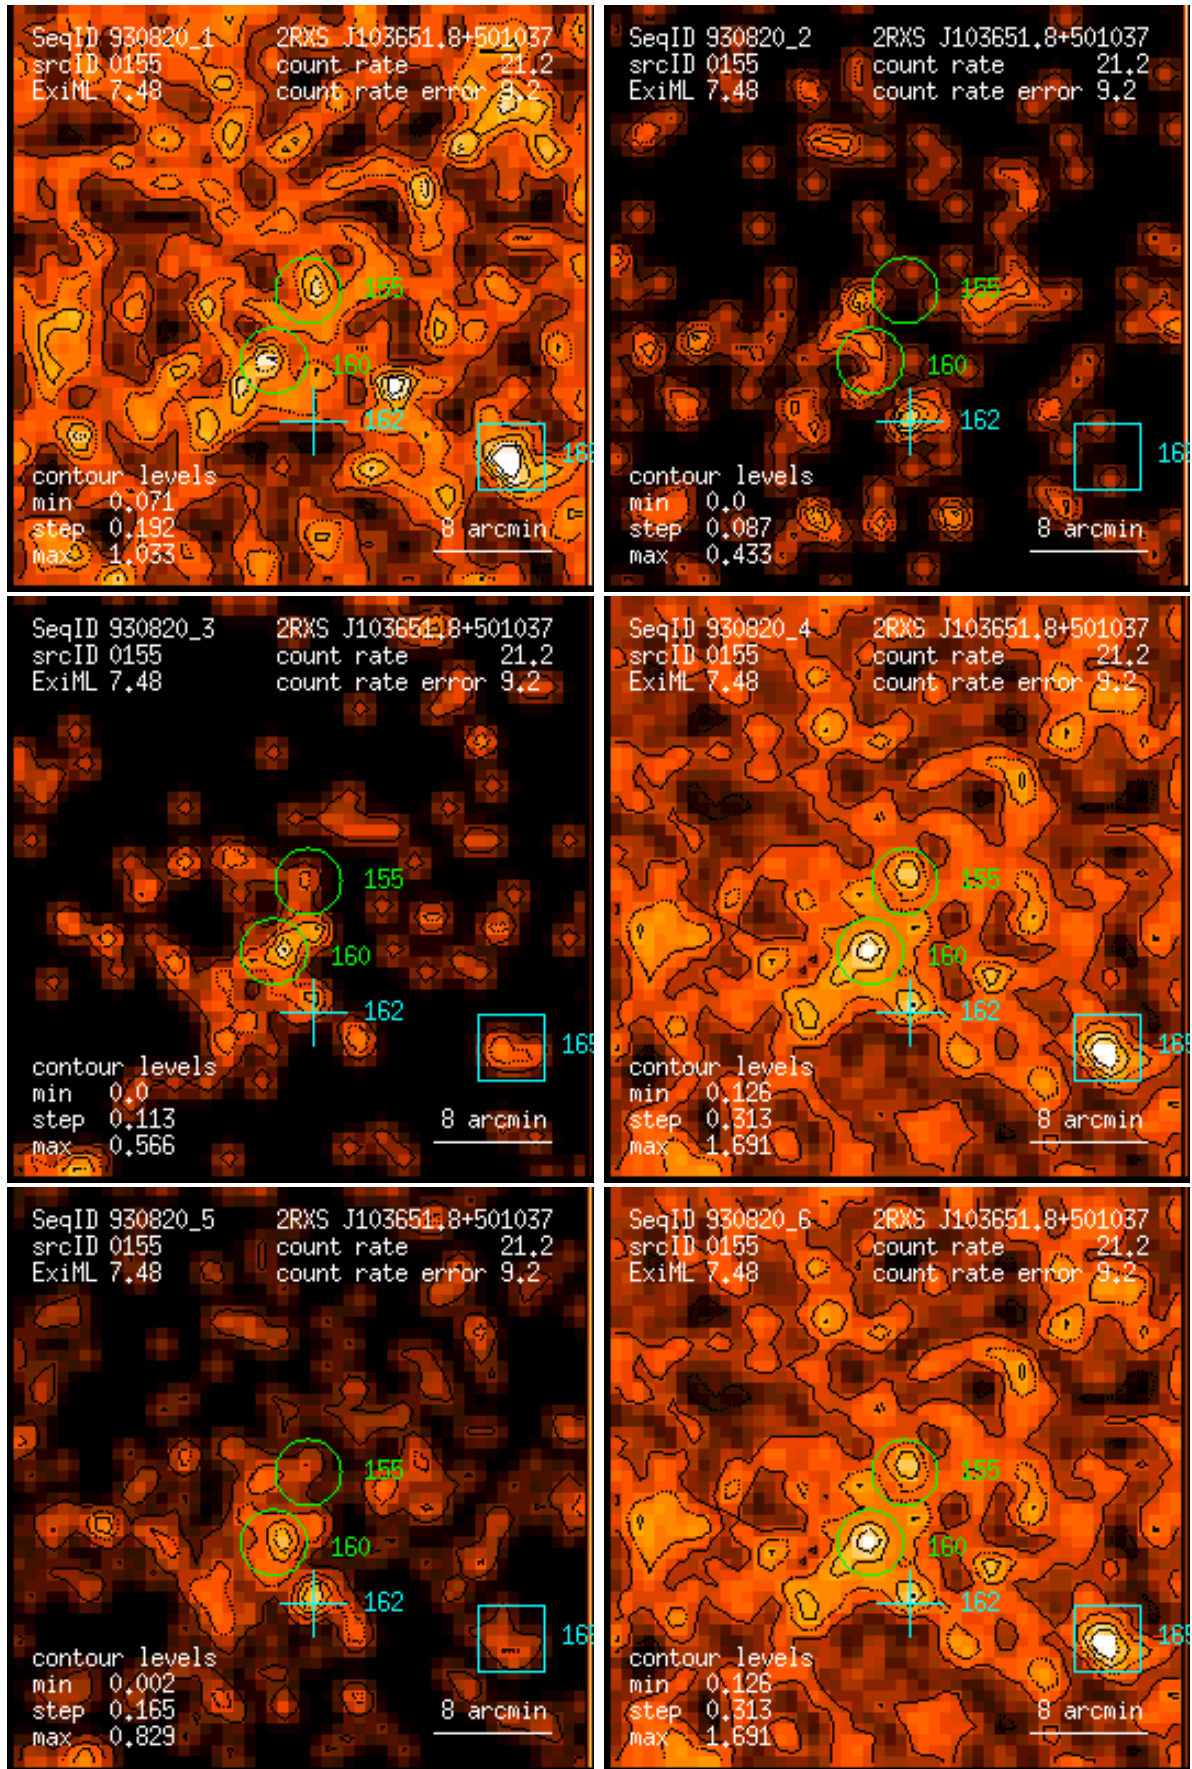 SeqID 930820_1 2RXS J103651.8+501037
srcID 0155 count rate 21.2
ExiML 7.48 count rate error 9.2
155
160
162
165
contour levels
min 0.071
step 0.192 8 arcmin
max 1.033
SeqID 930820_2 2RXS J103651.8+501037
srcID 0155 count rate 21.2
ExiML 7.48 count rate error 9.2
155
160
162
16
contour levels
min 0.0
step 0.087 8 arcmin
max 0.433
SeqID 930820_3 2RXS J103651.8+501037
srcID 0155 count rate 21.2
ExiML 7.48 count rate error 9.2
155
160
162
165
contour levels
min 0.0
step 0.113 8 arcmin
max 0.566
SeqID 930820_4 2RXS J103651.8+501037
srcID 0155 count rate 21.2
ExiML 7.48 count rate error 9.2
155
160
162
165
contour levels
min 0.126
step 0.313 8 arcmin
max 1.691
SeqID 930820_5 2RXS J103651.8+501037
srcID 0155 count rate 21.2
ExiML 7.48 count rate error 9.2
155
160
162
165
contour levels
min 0.002
step 0.165 8 arcmin
max 0.829
SeqID 930820_6 2RXS J103651.8+501037
srcID 0155 count rate 21.2
ExiML 7.48 count rate error 9.2
155
160
162
165
contour levels
min 0.126
step 0.313 8 arcmin
max 1.691